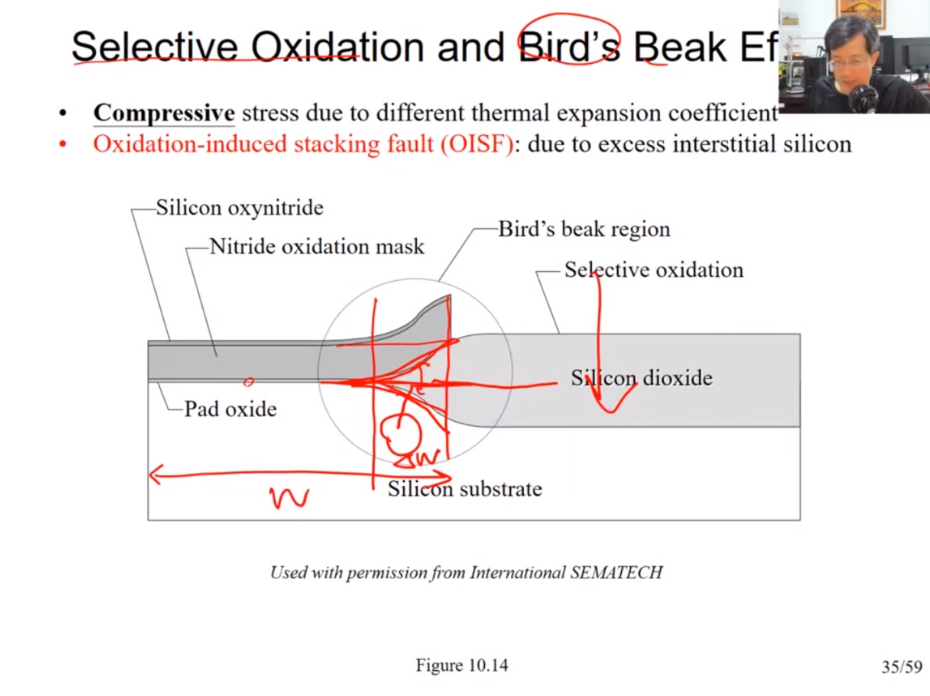 Selective Oxidation and Bird's Beak Ef
• Compressive stress due to different thermal expansion coefficient
• Oxidation-induced stacking fault (OISF): due to excess interstitial silicon
Silicon oxynitride
Nitride oxidation mask
Bird's beak region
Selective oxidation
Silicon dioxide
Pad oxide
ΔW
W
Silicon substrate
Used with permission from International SEMATECH
Figure 10.14
35/59